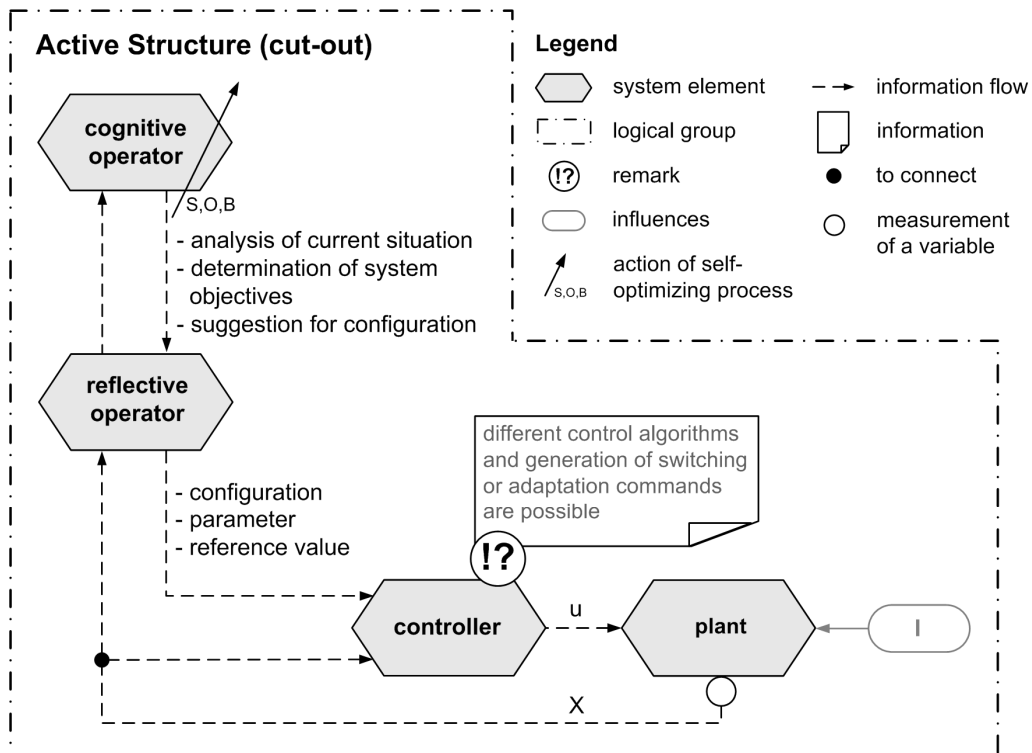 Active Structure (cut-out)
cognitive
operator
S,O,B
- analysis of current situation
- determination of system
objectives
- suggestion for configuration
reflective
operator
- configuration
- parameter
- reference value
different control algorithms
and generation of switching
or adaptation commands
are possible
!?
controller
u
plant
I
X
Legend
system element
logical group
!?
remark
influences
S,O,B
action of self-
optimizing process
information flow
information
to connect
measurement
of a variable